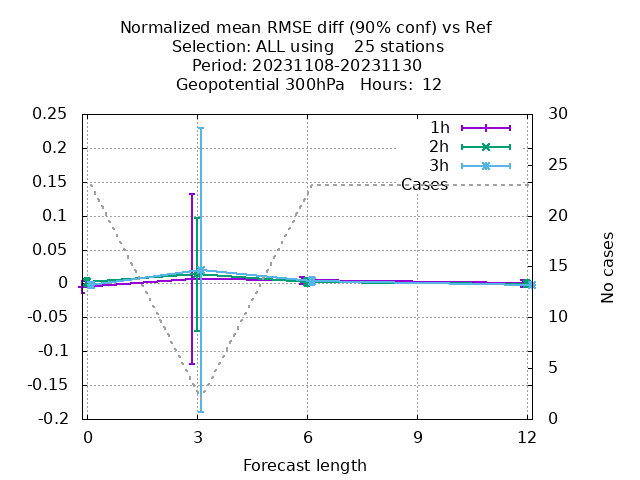 Normalized mean RMSE diff (90% conf) vs Ref
Selection: ALL using    25 stations
Period: 20231108-20231130
Geopotential 300hPa   Hours:  12
0.25
0.2
0.15
0.1
0.05
0
-0.05
-0.1
-0.15
-0.2
1h
2h
3h
Cases
30
25
20
15
10
5
0
No cases
0 3 6 9 12
Forecast length